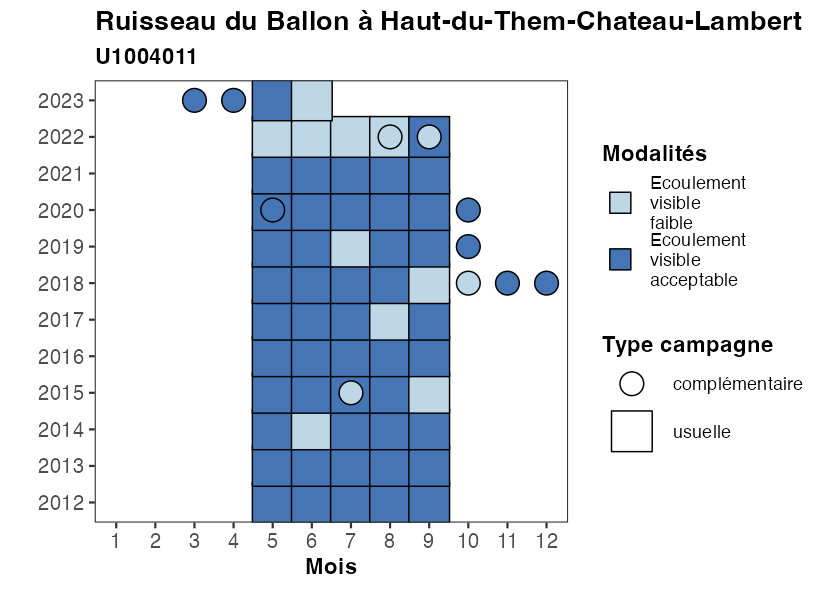 Ruisseau du Ballon à Haut-du-Them-Chateau-Lambert
U1004011
2023
2022
2021
2020
2019
2018
2017
2016
2015
2014
2013
2012
1 2 3 4 5 6 7 8 9 10 11 12
Mois
Modalités
Ecoulement
visible
faible
Ecoulement
visible
acceptable
Type campagne
complémentaire
usuelle